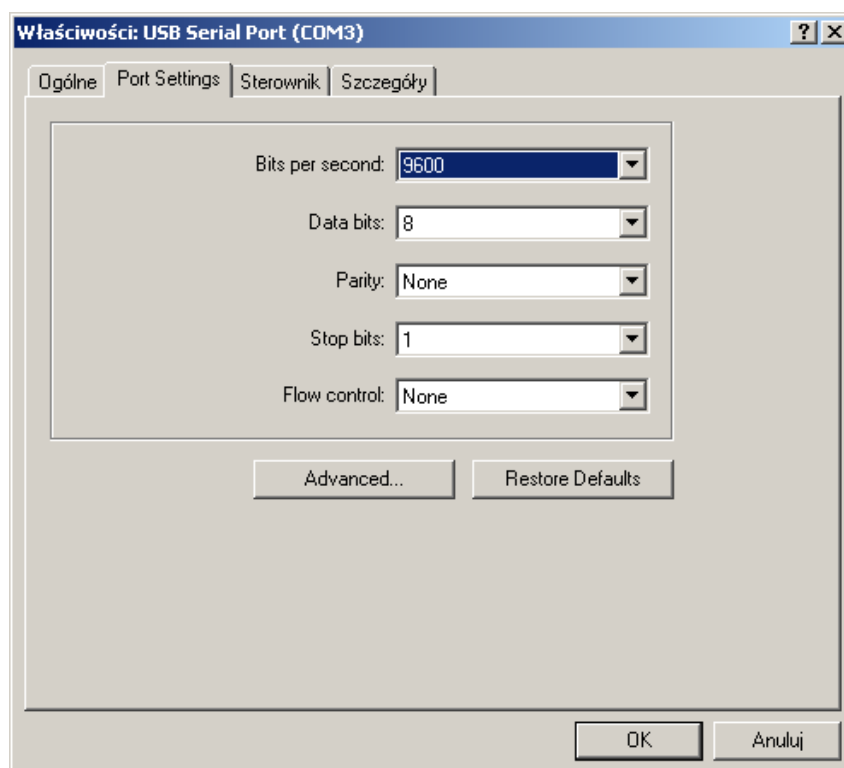 Właściwości: USB Serial Port (COM3)
Ogólne Port Settings Sterownik Szczegóły
Bits per second: 9600
Data bits: 8
Parity: None
Stop bits: 1
Flow control: None
Advanced... Restore Defaults
OK Anuluj